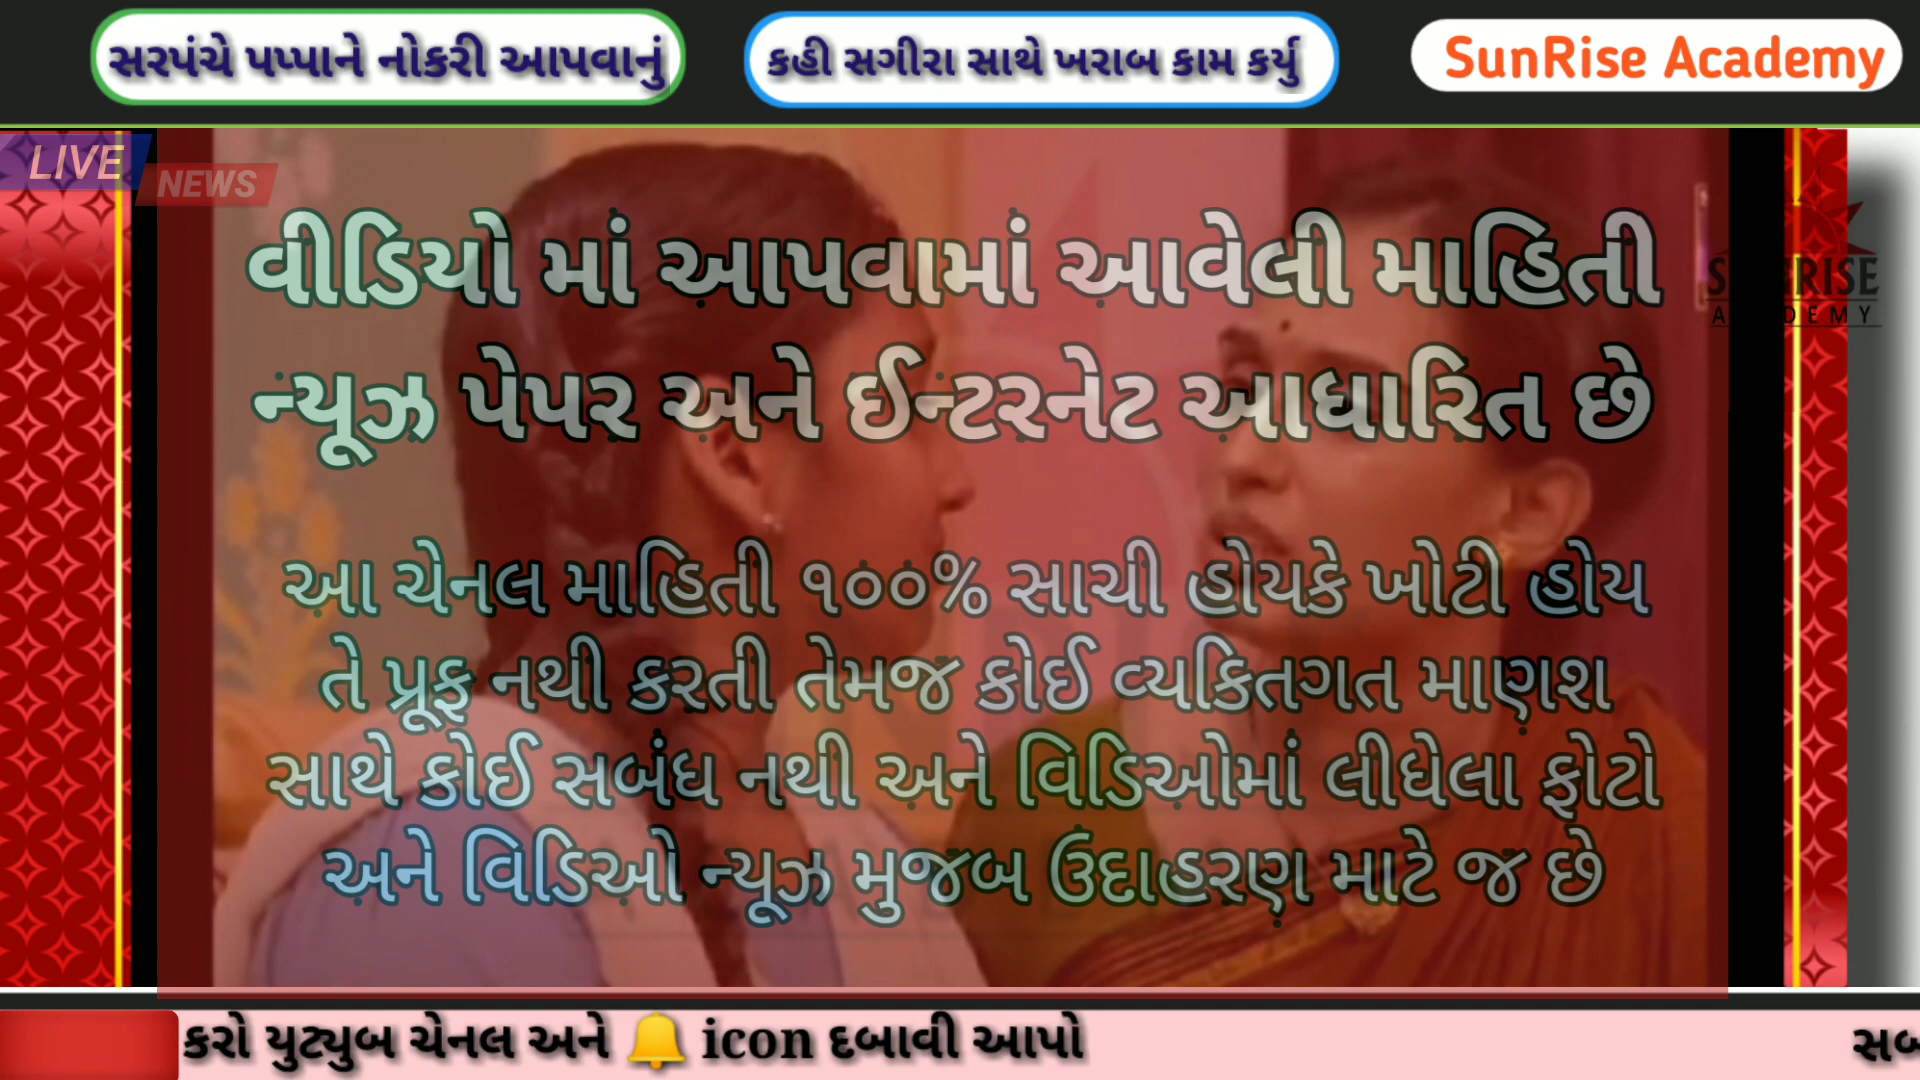 સરપંચે પપ્પાને નોકરી આપવાનું
કહી સગીરા સાથે ખરાબ કામ કર્યુ
SunRise Academy
LIVE
NEWS
વીડિયો માં આપવામાં આવેલી માહિતી
ન્યૂઝ઼ પેપર અને ઈન્ટરનેટ આધારિત છે
SUNRISE
ACADEMY
આ ચેનલ માહિતી ૧૦૦% સાચી હોયકે ખોટી હોય
તે પ્રૂફ નથી કરતી તેમજ કોઈ વ્યકિતગત માણશ
સાથે કોઈ સબંધ નથી અને વિડિઓમાં લીધેલા ફોટો
અને વિડિઓ ન્યૂઝ મુજબ ઉદાહરણ માટે જ છે
કરો યુટ્યુબ ચેનલ અને 🔔 icon દબાવી આપો